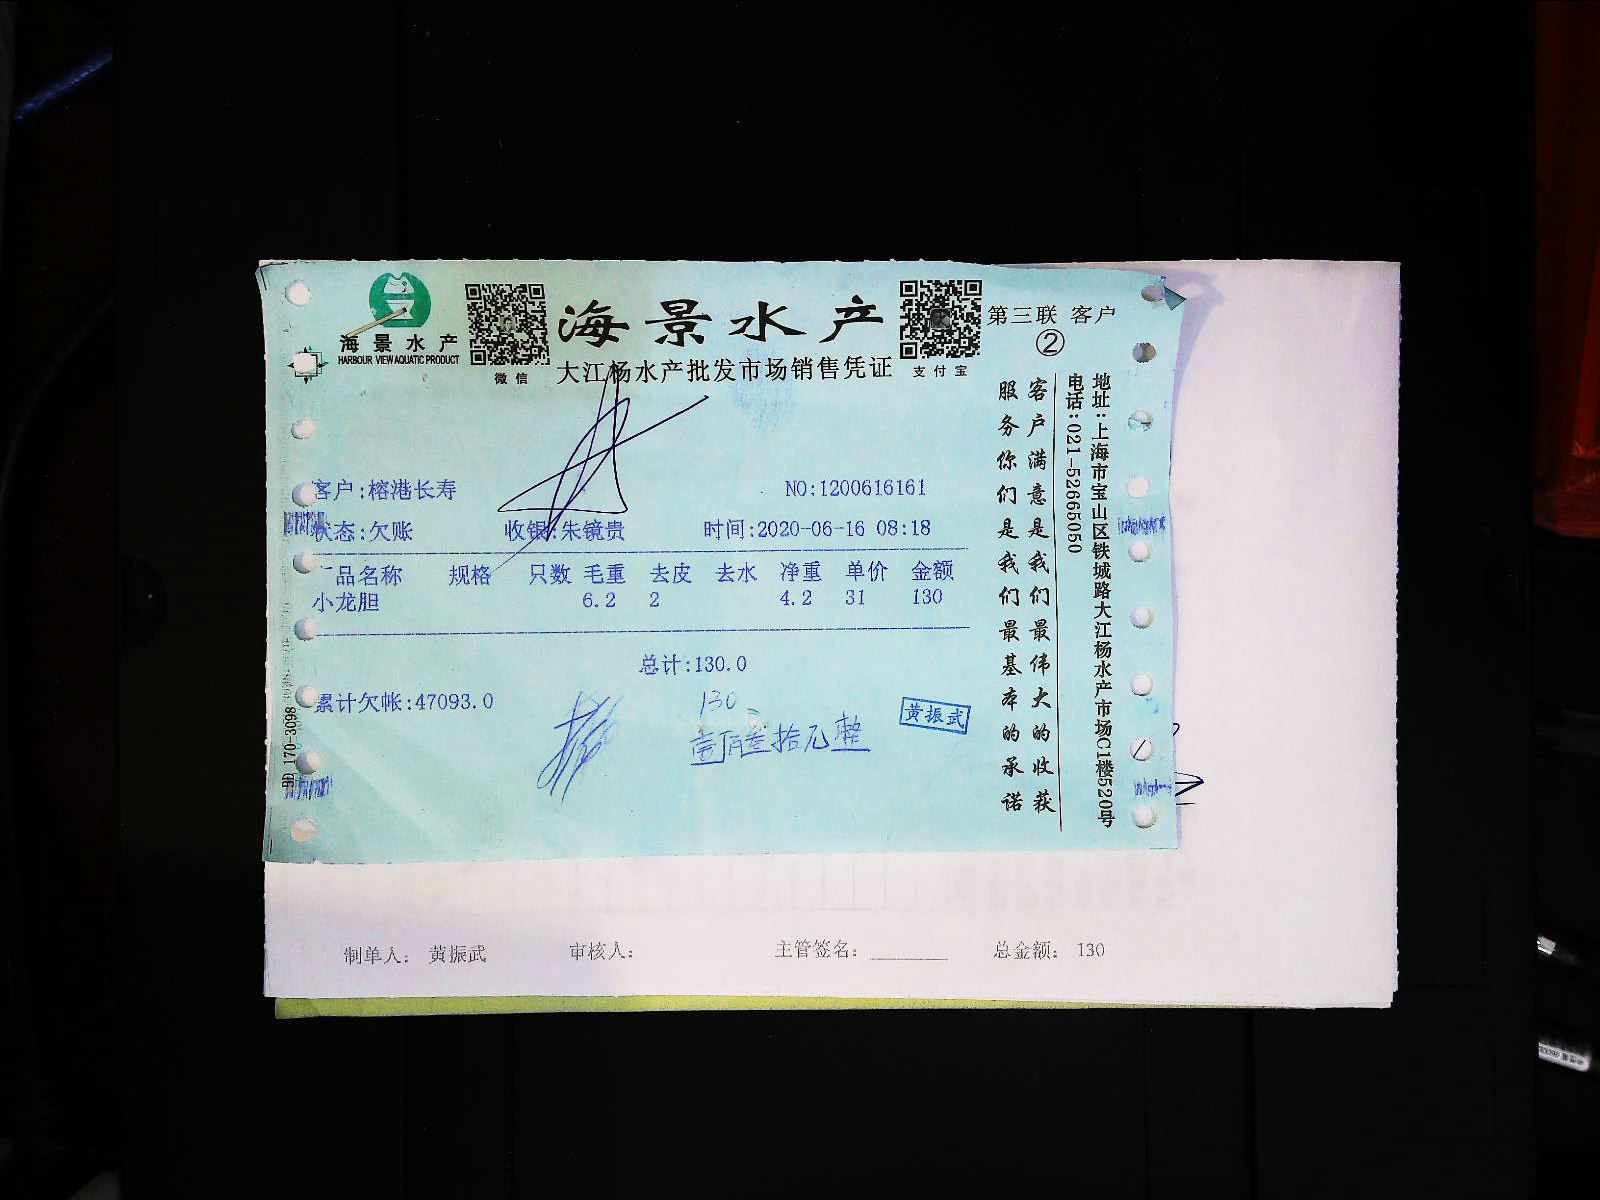 海景水产
HARBOUR VIEW AQUATIC PRODUCT
微信
海景水产
大江杨水产批发市场销售凭证
支付宝
第三联 客户
②
客户:榕港长寿
NO:1200616161
状态:欠账 收银:朱镜贵 时间:2020-06-16 08:18
品名称 规格 只数 毛重 去皮 去水 净重 单价 金额
小龙胆 6.2 2 4.2 31 130
总计:130.0
累计欠帐:47093.0
130
壹百叁拾元整
黄振武
客户满意是我们最伟大的收获
服务你们是我们最基本的承诺
地址:上海市宝山区铁城路大江杨水产市场C1楼520号
电话:021-52665050
170-3098
制单人: 黄振武 审核人: 主管签名: ________ 总金额: 130